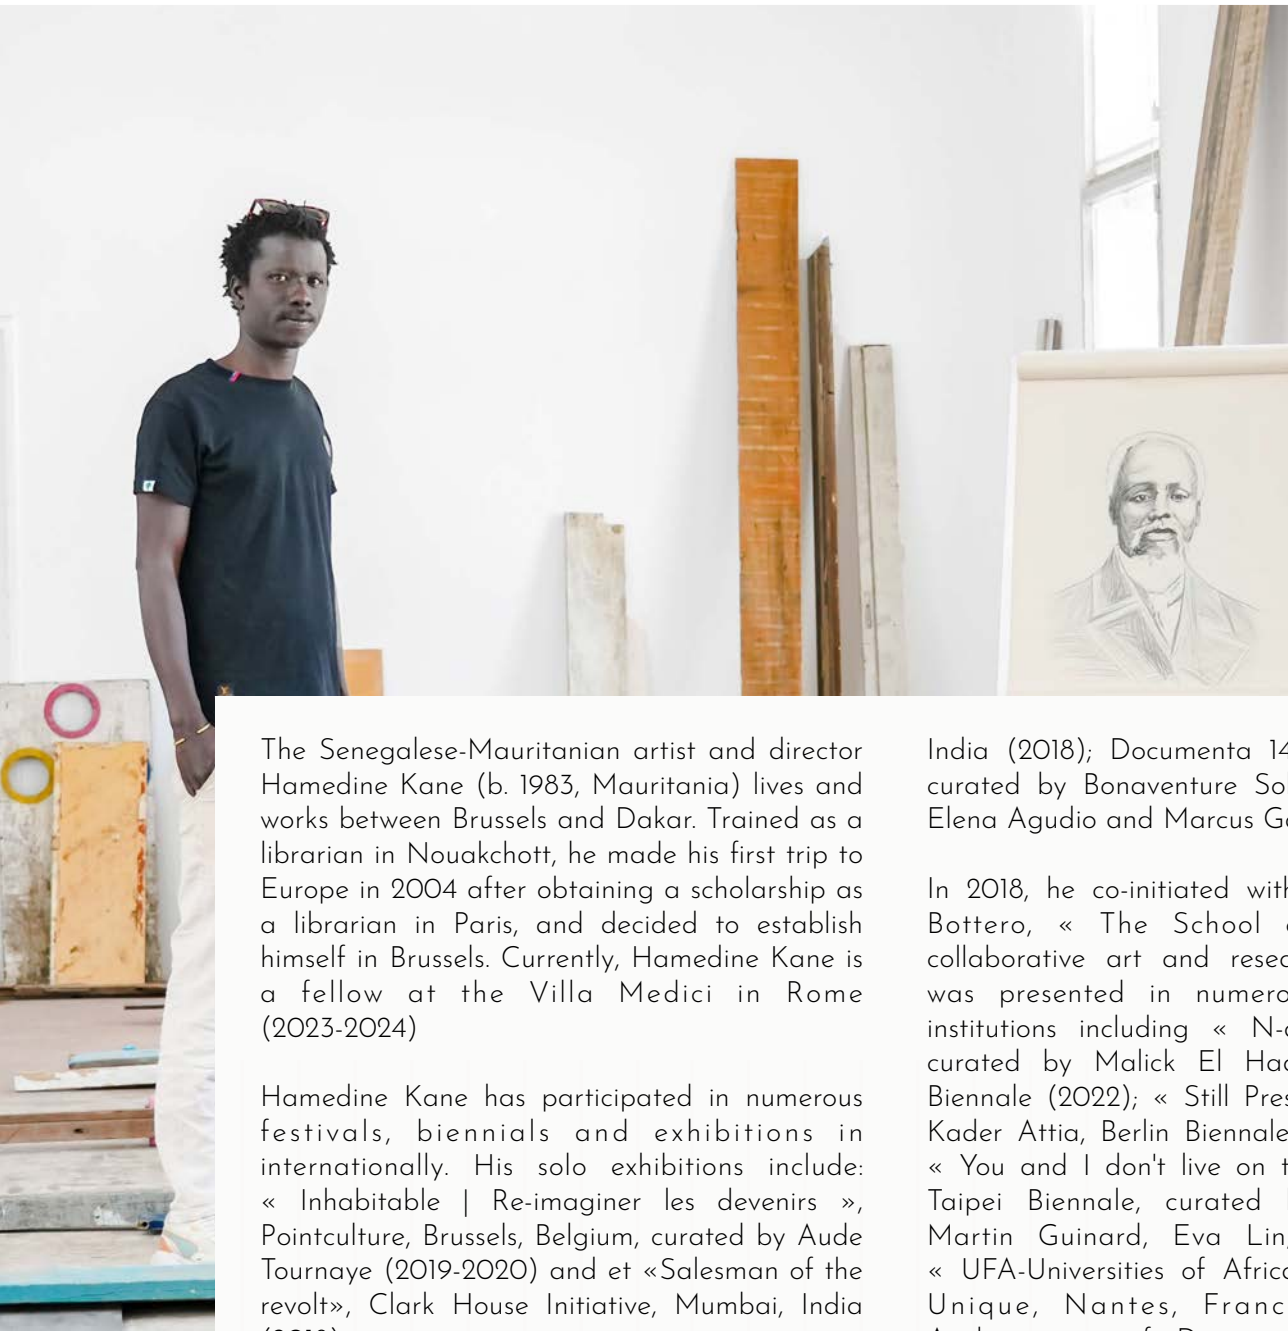 The Senegalese-Mauritanian artist and director
Hamedine Kane (b. 1983, Mauritania) lives and
works between Brussels and Dakar. Trained as a
librarian in Nouakchott, he made his first trip to
Europe in 2004 after obtaining a scholarship as
a librarian in Paris, and decided to establish
himself in Brussels. Currently, Hamedine Kane is
a fellow at the Villa Medici in Rome
(2023-2024)
Hamedine Kane has participated in numerous
festivals, biennials and exhibitions in
internationally. His solo exhibitions include:
« Inhabitable | Re-imaginer les devenirs »,
Pointculture, Brussels, Belgium, curated by Aude
Tournaye (2019-2020) and et «Salesman of the
revolt», Clark House Initiative, Mumbai, India
India (2018); Documenta 14
curated by Bonaventure
Elena Agudio and Marcus
In 2018, he co-initiated with
Bottero, « The School
collaborative art and
was presented in
institutions including «
curated by Malick El
Biennale (2022); « Still
Kader Attia, Berlin Biennale
« You and I don't live on
Taipei Biennale, curated
Martin Guinard, Eva
« UFA-Universities of
Unique, Nantes,